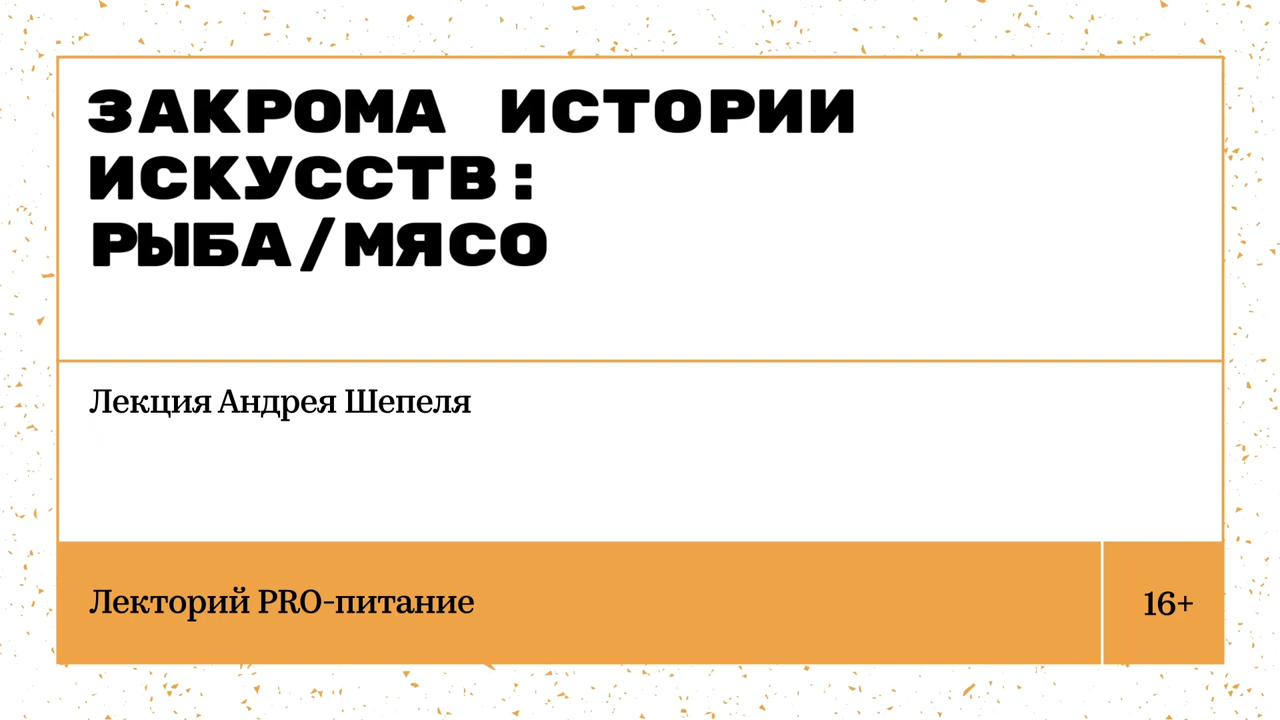 ЗАКРОМА ИСТОРИИ
ИСКУССТВ:
РЫБА/МЯСО
Лекция Андрея Шепеля
Лекторий PRO-питание
16+